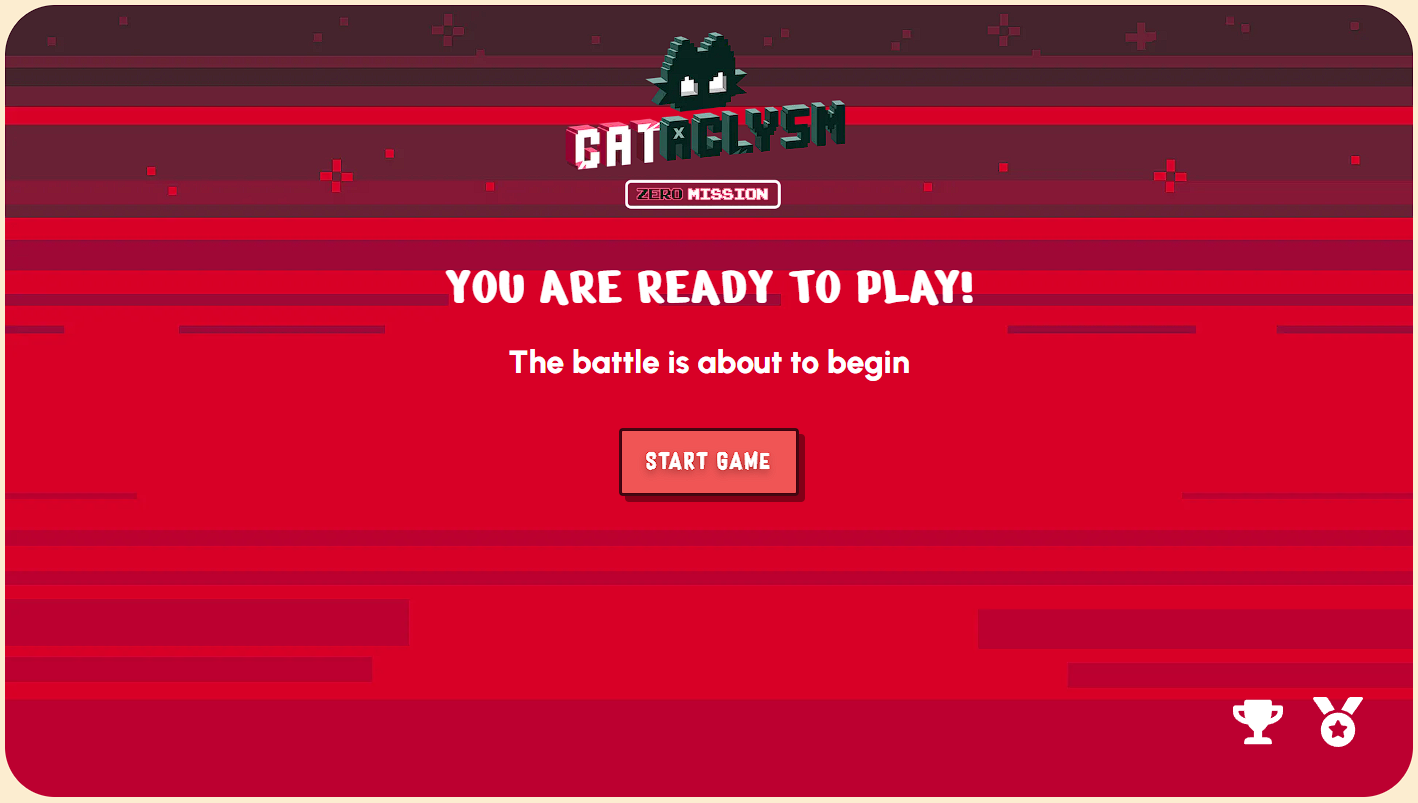 CATACLYSM
ZERO MISSION
YOU ARE READY TO PLAY!
The battle is about to begin
START GAME